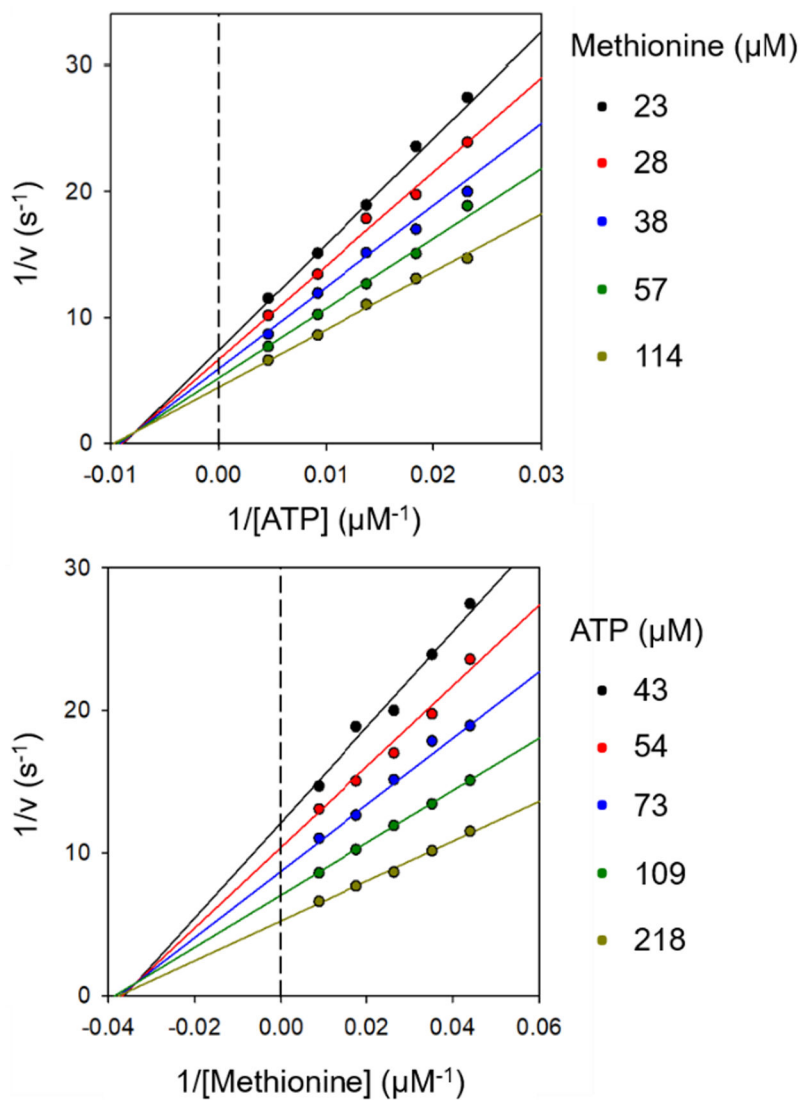 Methionine (µM)
23
28
38
57
114
1/v (s-1)
30
20
10
0
-0.01 0.00 0.01 0.02 0.03
1/[ATP] (µM-1)
ATP (µM)
43
54
73
109
218
1/v (s-1)
30
20
10
0
-0.04 -0.02 0.00 0.02 0.04 0.06
1/[Methionine] (µM-1)